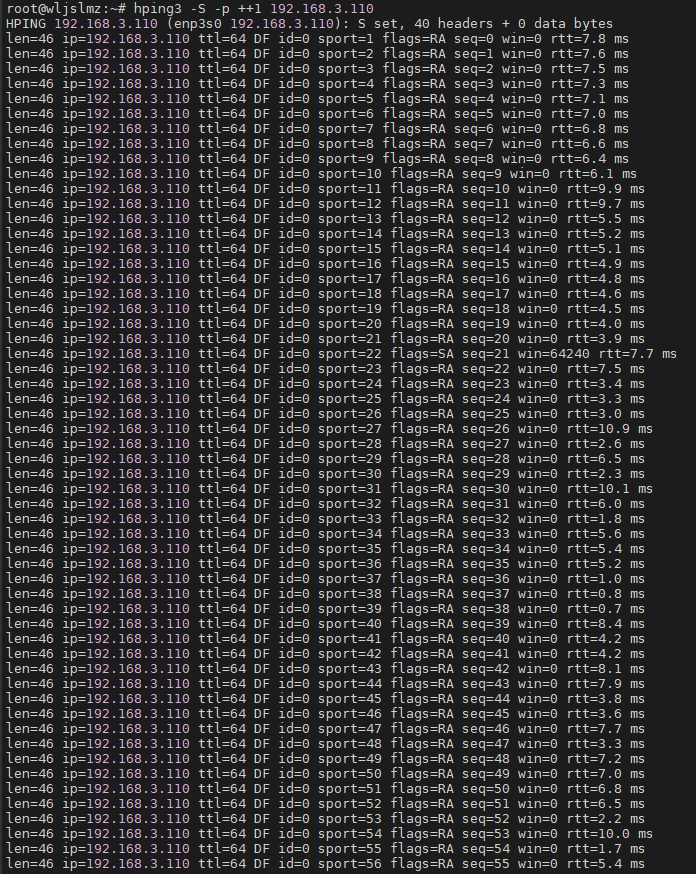 root@wljslmz:~# hping3 -S -p ++1 192.168.3.110
HPING 192.168.3.110 (enp3s0 192.168.3.110): S set, 40 headers + 0 data bytes
len=46 ip=192.168.3.110 ttl=64 DF id=0 sport=1 flags=RA seq=0 win=0 rtt=7.8 ms
len=46 ip=192.168.3.110 ttl=64 DF id=0 sport=2 flags=RA seq=1 win=0 rtt=7.6 ms
len=46 ip=192.168.3.110 ttl=64 DF id=0 sport=3 flags=RA seq=2 win=0 rtt=7.5 ms
len=46 ip=192.168.3.110 ttl=64 DF id=0 sport=4 flags=RA seq=3 win=0 rtt=7.3 ms
len=46 ip=192.168.3.110 ttl=64 DF id=0 sport=5 flags=RA seq=4 win=0 rtt=7.1 ms
len=46 ip=192.168.3.110 ttl=64 DF id=0 sport=6 flags=RA seq=5 win=0 rtt=7.0 ms
len=46 ip=192.168.3.110 ttl=64 DF id=0 sport=7 flags=RA seq=6 win=0 rtt=6.8 ms
len=46 ip=192.168.3.110 ttl=64 DF id=0 sport=8 flags=RA seq=7 win=0 rtt=6.6 ms
len=46 ip=192.168.3.110 ttl=64 DF id=0 sport=9 flags=RA seq=8 win=0 rtt=6.4 ms
len=46 ip=192.168.3.110 ttl=64 DF id=0 sport=10 flags=RA seq=9 win=0 rtt=6.1 ms
len=46 ip=192.168.3.110 ttl=64 DF id=0 sport=11 flags=RA seq=10 win=0 rtt=9.9 ms
len=46 ip=192.168.3.110 ttl=64 DF id=0 sport=12 flags=RA seq=11 win=0 rtt=9.7 ms
len=46 ip=192.168.3.110 ttl=64 DF id=0 sport=13 flags=RA seq=12 win=0 rtt=5.5 ms
len=46 ip=192.168.3.110 ttl=64 DF id=0 sport=14 flags=RA seq=13 win=0 rtt=5.2 ms
len=46 ip=192.168.3.110 ttl=64 DF id=0 sport=15 flags=RA seq=14 win=0 rtt=5.1 ms
len=46 ip=192.168.3.110 ttl=64 DF id=0 sport=16 flags=RA seq=15 win=0 rtt=4.9 ms
len=46 ip=192.168.3.110 ttl=64 DF id=0 sport=17 flags=RA seq=16 win=0 rtt=4.8 ms
len=46 ip=192.168.3.110 ttl=64 DF id=0 sport=18 flags=RA seq=17 win=0 rtt=4.6 ms
len=46 ip=192.168.3.110 ttl=64 DF id=0 sport=19 flags=RA seq=18 win=0 rtt=4.5 ms
len=46 ip=192.168.3.110 ttl=64 DF id=0 sport=20 flags=RA seq=19 win=0 rtt=4.0 ms
len=46 ip=192.168.3.110 ttl=64 DF id=0 sport=21 flags=RA seq=20 win=0 rtt=3.9 ms
len=46 ip=192.168.3.110 ttl=64 DF id=0 sport=22 flags=SA seq=21 win=64240 rtt=7.7 ms
len=46 ip=192.168.3.110 ttl=64 DF id=0 sport=23 flags=RA seq=22 win=0 rtt=7.5 ms
len=46 ip=192.168.3.110 ttl=64 DF id=0 sport=24 flags=RA seq=23 win=0 rtt=3.4 ms
len=46 ip=192.168.3.110 ttl=64 DF id=0 sport=25 flags=RA seq=24 win=0 rtt=3.3 ms
len=46 ip=192.168.3.110 ttl=64 DF id=0 sport=26 flags=RA seq=25 win=0 rtt=3.0 ms
len=46 ip=192.168.3.110 ttl=64 DF id=0 sport=27 flags=RA seq=26 win=0 rtt=10.9 ms
len=46 ip=192.168.3.110 ttl=64 DF id=0 sport=28 flags=RA seq=27 win=0 rtt=2.6 ms
len=46 ip=192.168.3.110 ttl=64 DF id=0 sport=29 flags=RA seq=28 win=0 rtt=6.5 ms
len=46 ip=192.168.3.110 ttl=64 DF id=0 sport=30 flags=RA seq=29 win=0 rtt=2.3 ms
len=46 ip=192.168.3.110 ttl=64 DF id=0 sport=31 flags=RA seq=30 win=0 rtt=10.1 ms
len=46 ip=192.168.3.110 ttl=64 DF id=0 sport=32 flags=RA seq=31 win=0 rtt=6.0 ms
len=46 ip=192.168.3.110 ttl=64 DF id=0 sport=33 flags=RA seq=32 win=0 rtt=1.8 ms
len=46 ip=192.168.3.110 ttl=64 DF id=0 sport=34 flags=RA seq=33 win=0 rtt=5.6 ms
len=46 ip=192.168.3.110 ttl=64 DF id=0 sport=35 flags=RA seq=34 win=0 rtt=5.4 ms
len=46 ip=192.168.3.110 ttl=64 DF id=0 sport=36 flags=RA seq=35 win=0 rtt=5.2 ms
len=46 ip=192.168.3.110 ttl=64 DF id=0 sport=37 flags=RA seq=36 win=0 rtt=1.0 ms
len=46 ip=192.168.3.110 ttl=64 DF id=0 sport=38 flags=RA seq=37 win=0 rtt=0.8 ms
len=46 ip=192.168.3.110 ttl=64 DF id=0 sport=39 flags=RA seq=38 win=0 rtt=0.7 ms
len=46 ip=192.168.3.110 ttl=64 DF id=0 sport=40 flags=RA seq=39 win=0 rtt=8.4 ms
len=46 ip=192.168.3.110 ttl=64 DF id=0 sport=41 flags=RA seq=40 win=0 rtt=4.2 ms
len=46 ip=192.168.3.110 ttl=64 DF id=0 sport=42 flags=RA seq=41 win=0 rtt=4.2 ms
len=46 ip=192.168.3.110 ttl=64 DF id=0 sport=43 flags=RA seq=42 win=0 rtt=8.1 ms
len=46 ip=192.168.3.110 ttl=64 DF id=0 sport=44 flags=RA seq=43 win=0 rtt=7.9 ms
len=46 ip=192.168.3.110 ttl=64 DF id=0 sport=45 flags=RA seq=44 win=0 rtt=3.8 ms
len=46 ip=192.168.3.110 ttl=64 DF id=0 sport=46 flags=RA seq=45 win=0 rtt=3.6 ms
len=46 ip=192.168.3.110 ttl=64 DF id=0 sport=47 flags=RA seq=46 win=0 rtt=7.7 ms
len=46 ip=192.168.3.110 ttl=64 DF id=0 sport=48 flags=RA seq=47 win=0 rtt=3.3 ms
len=46 ip=192.168.3.110 ttl=64 DF id=0 sport=49 flags=RA seq=48 win=0 rtt=7.2 ms
len=46 ip=192.168.3.110 ttl=64 DF id=0 sport=50 flags=RA seq=49 win=0 rtt=7.0 ms
len=46 ip=192.168.3.110 ttl=64 DF id=0 sport=51 flags=RA seq=50 win=0 rtt=6.8 ms
len=46 ip=192.168.3.110 ttl=64 DF id=0 sport=52 flags=RA seq=51 win=0 rtt=6.5 ms
len=46 ip=192.168.3.110 ttl=64 DF id=0 sport=53 flags=RA seq=52 win=0 rtt=2.2 ms
len=46 ip=192.168.3.110 ttl=64 DF id=0 sport=54 flags=RA seq=53 win=0 rtt=10.0 ms
len=46 ip=192.168.3.110 ttl=64 DF id=0 sport=55 flags=RA seq=54 win=0 rtt=1.7 ms
len=46 ip=192.168.3.110 ttl=64 DF id=0 sport=56 flags=RA seq=55 win=0 rtt=5.4 ms